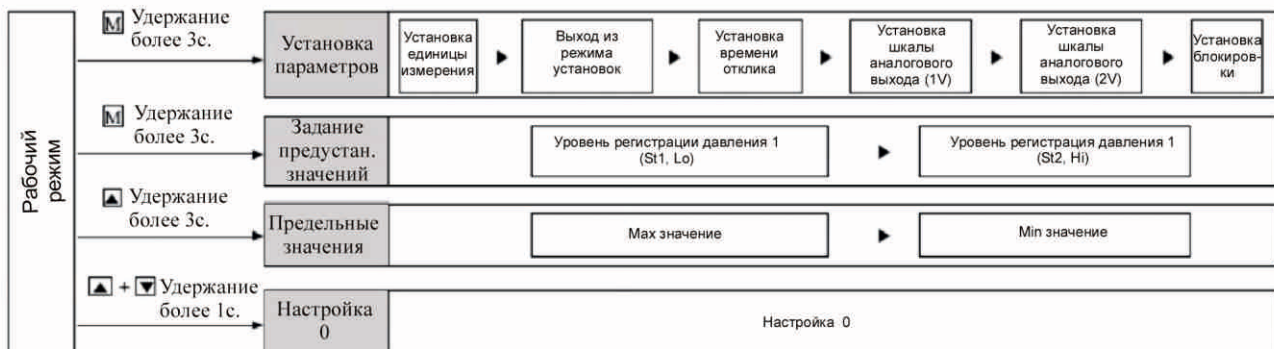 Рабочий
режим
M Удержание
более 3с.
Установка
параметров
Установка
единицы
измерения
Выход из
режима
установок
Установка
времени
отклика
Установка
шкалы
аналогового
выхода (1V)
Установка
шкалы
аналогового
выхода (2V)
Установка
блокиров-
ки
M Удержание
более 3с.
Задание
предустан.
значений
Уровень регистрации давления 1
(St1, Lo)
Уровень регистрация давления 1
(St2, Hi)
▲ Удержание
более 3с.
Предельные
значения
Max значение
Min значение
▲ + ▼ Удержание
более 1с.
Настройка
0
Настройка 0